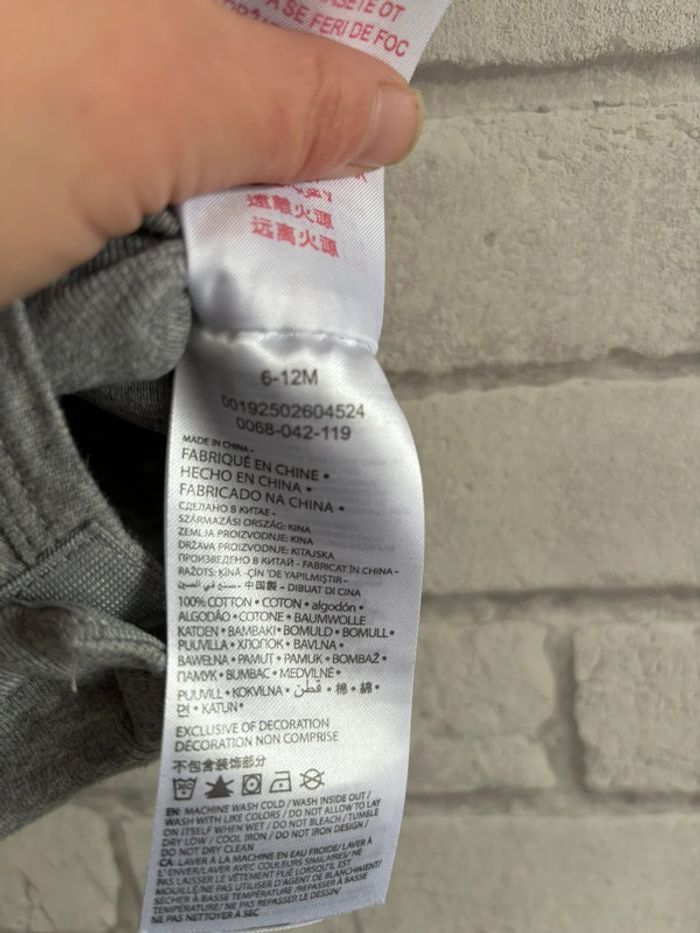 A SE FERI DE FOC
遠離火源
远离火源
6-12M
00192502604524
0068-042-119
MADE IN CHINA •
FABRIQUÉ EN CHINE •
HECHO EN CHINA •
FABRICADO NA CHINA •
СДЕЛАНО В КИТАЕ -
SZÁRMAZÁSI ORSZÁG: KINA
ZEMLJA PROIZVODNJE: KINA
DRŽAVA PROIZVODNJE: KITAJSKA
ПРОИЗВЕДЕНО В КИТАЙ - FABRICAT ÎN CHINA -
RAŽOTS: ĶĪNĀ -ÇİN 'DE YAPILMIŞTIR -
صنع في الصين - 中国製 - DIBUAT DI CINA
100% COTTON • COTON • algodón •
ALGODÃO • COTONE • BAUMWOLLE
KATOEN • BAMBAKI • BOMULD • BOMULL •
PUUVILLA • ХЛОПОК • BAVLNA •
BAWEŁNA • PAMUT • PAMUK • BOMBAŽ •
ПАМУК • BUMBAC • MEDVILNĖ •
PUUVILL • KOKVILNA • قطن • 棉 • 綿 •
면 • KATUN •
EXCLUSIVE OF DECORATION
DÉCORATION NON COMPRISE
不包含装饰部分
30C
EN: MACHINE WASH COLD / WASH INSIDE OUT /
WASH WITH LIKE COLORS / DO NOT ALLOW TO LAY
ON ITSELF WHEN WET / DO NOT BLEACH / TUMBLE
DRY LOW / COOL IRON / DO NOT IRON DESIGN /
DO NOT DRY CLEAN
CA: LAVER À LA MACHINE EN EAU FROIDE/ LAVER À
L'ENVERS/LAVER AVEC COULEURS SIMILAIRES/ NE
PAS LAISSER LE VÊTEMENT PLIÉ LORSQU'IL EST
MOUILLÉ/NE PAS UTILISER D'AGENT DE BLANCHIMENT/
SÉCHER À BASSE TEMPÉRATURE /REPASSER À BASSE
TEMPÉRATURE/ NE PAS REPASSER LE DESSIN/
NE PAS NETTOYER À SEC